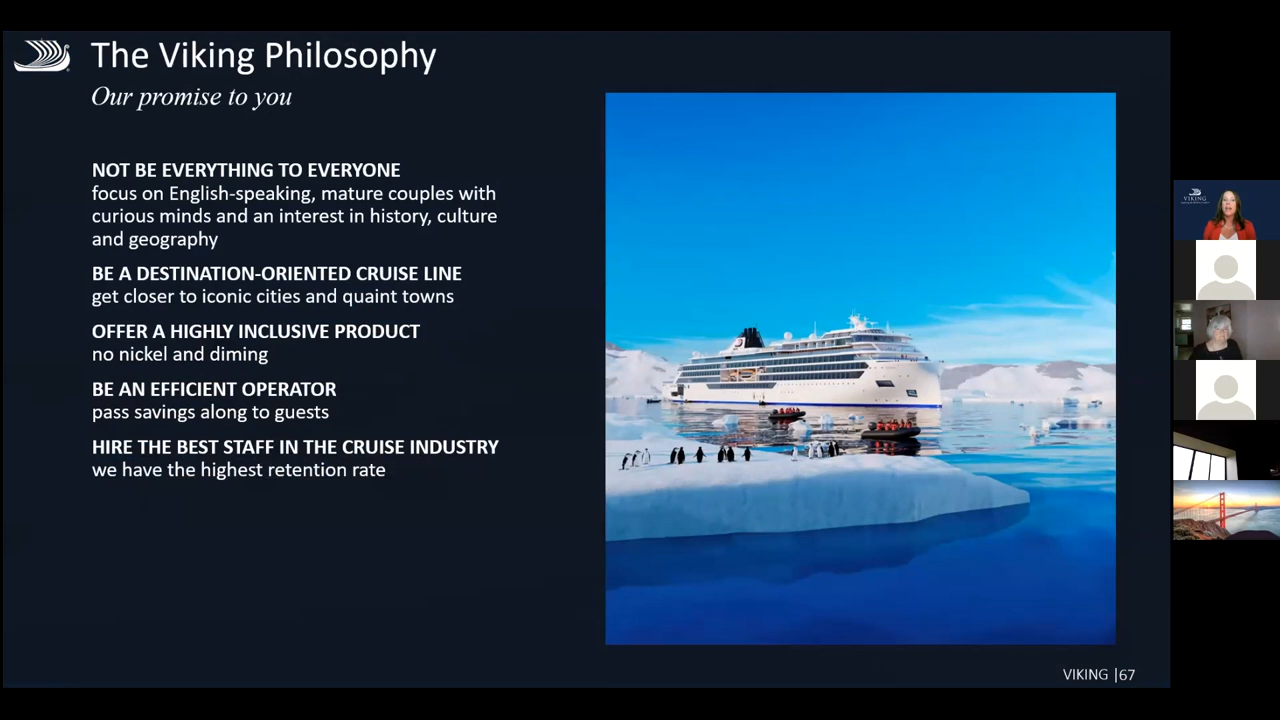 The Viking Philosophy
Our promise to you
NOT BE EVERYTHING TO EVERYONE
focus on English-speaking, mature couples with
curious minds and an interest in history, culture
and geography
BE A DESTINATION-ORIENTED CRUISE LINE
get closer to iconic cities and quaint towns
OFFER A HIGHLY INCLUSIVE PRODUCT
no nickel and diming
BE AN EFFICIENT OPERATOR
pass savings along to guests
HIRE THE BEST STAFF IN THE CRUISE INDUSTRY
we have the highest retention rate
VIKING
VIKING |67